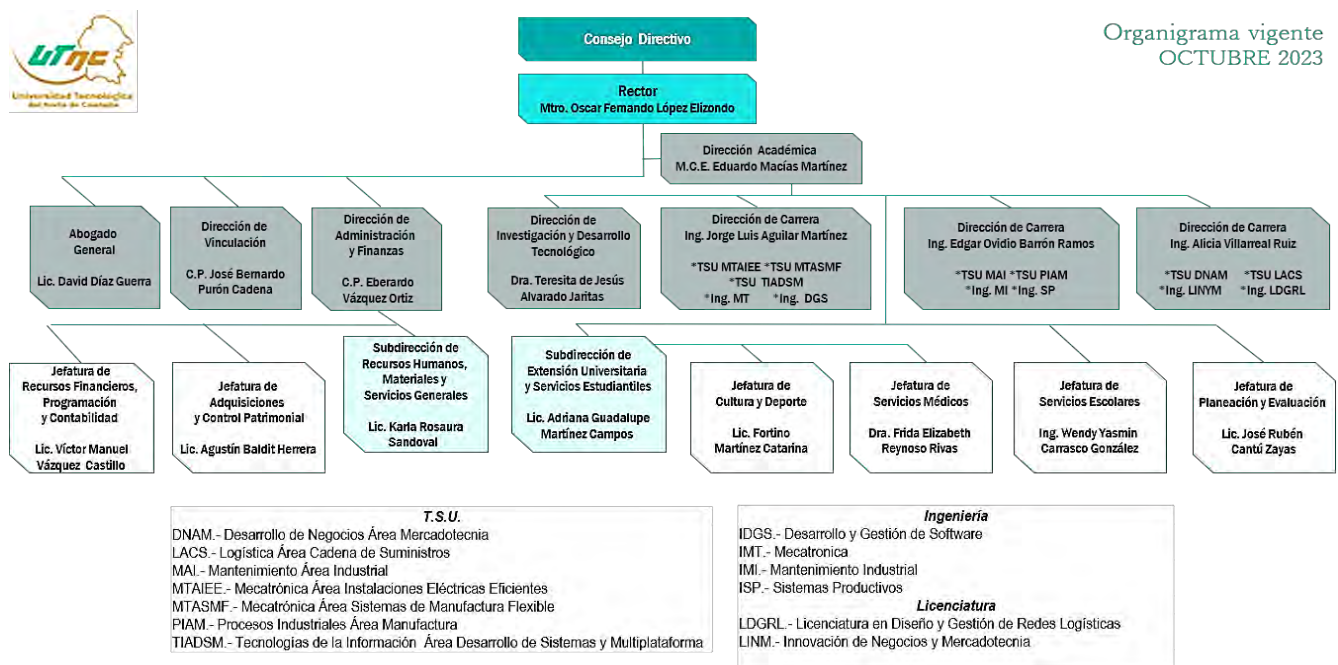 UTNC
Universidad Tecnológica
del Norte de Coahuila
Organigrama vigente
OCTUBRE 2023
Consejo Directivo
Rector
Mtro. Oscar Fernando López Elizondo
Dirección Académica
M.C.E. Eduardo Macías Martínez
Abogado
General
Lic. David Díaz Guerra
Dirección de
Vinculación
C.P. José Bernardo
Purón Cadena
Dirección de
Administración
y Finanzas
C.P. Eberardo
Vázquez Ortiz
Dirección de
Investigación y Desarrollo
Tecnológico
Dra. Teresita de Jesús
Alvarado Jaritas
Dirección de Carrera
Ing. Jorge Luis Aguilar Martínez
*TSU MTAIEE *TSU MTASMF
*TSU TIADSM
*Ing. MT *Ing. DGS
Dirección de Carrera
Ing. Edgar Ovidio Barrón Ramos
*TSU MAI *TSU PIAM
*Ing. MI *Ing. SP
Dirección de Carrera
Ing. Alicia Villarreal Ruiz
*TSU DNAM *TSU LACS
*Ing. LINYM *Ing. LDGRL
Jefatura de
Recursos Financieros,
Programación
y Contabilidad
Lic. Víctor Manuel
Vázquez Castillo
Jefatura de
Adquisiciones
y Control Patrimonial
Lic. Agustín Baldit Herrera
Subdirección de
Recursos Humanos,
Materiales y
Servicios Generales
Lic. Karla Rosaura
Sandoval
Subdirección de
Extensión Universitaria
y Servicios Estudiantiles
Lic. Adriana Guadalupe
Martínez Campos
Jefatura de
Cultura y Deporte
Lic. Fortino
Martínez Catarina
Jefatura de
Servicios Médicos
Dra. Frida Elizabeth
Reynoso Rivas
Jefatura de
Servicios Escolares
Ing. Wendy Yasmin
Carrasco González
Jefatura de
Planeación y Evaluación
Lic. José Rubén
Cantú Zayas
T.S.U.
DNAM.- Desarrollo de Negocios Área Mercadotecnia
LACS.- Logística Área Cadena de Suministros
MAI.- Mantenimiento Área Industrial
MTAIEE.- Mecatrónica Área Instalaciones Eléctricas Eficientes
MTASMF.- Mecatrónica Área Sistemas de Manufactura Flexible
PIAM.- Procesos Industriales Área Manufactura
TIADSM.- Tecnologías de la Información Área Desarrollo de Sistemas y Multiplataforma
Ingeniería
IDGS.- Desarrollo y Gestión de Software
IMT.- Mecatronica
IMI.- Mantenimiento Industrial
ISP.- Sistemas Productivos
Licenciatura
LDGRL.- Licenciatura en Diseño y Gestión de Redes Logísticas
LINM.- Innovación de Negocios y Mercadotecnia